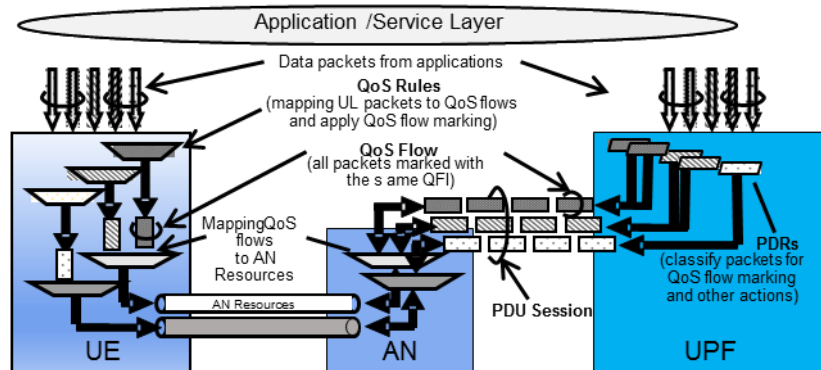 Application /Service Layer
Data packets from applications
QoS Rules
(mapping UL packets to QoS flows
and apply QoS flow marking)
QoS Flow
(all packets marked with
the s ame QFI)
MappingQoS
flows
to AN
Resources
PDRs
(classify packets for
QoS flow marking
and other actions)
AN Resources
PDU Session
UE
AN
UPF